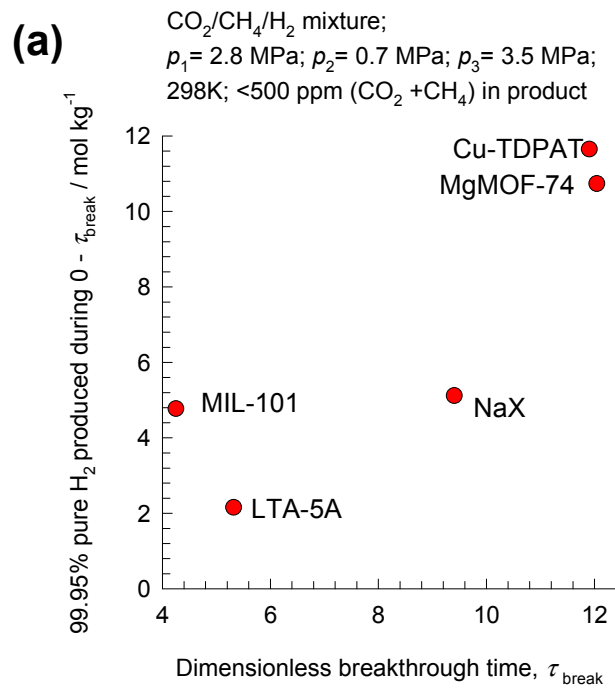 (a)
CO₂/CH₄/H₂ mixture;
p₁= 2.8 MPa; p₂= 0.7 MPa; p₃= 3.5 MPa;
298K; <500 ppm (CO₂ +CH₄) in product
99.95% pure H₂ produced during 0 - τbreak / mol kg⁻¹
12
10
8
6
4
2
0
Cu-TDPAT
MgMOF-74
MIL-101
NaX
LTA-5A
4
6
8
10
12
Dimensionless breakthrough time, τbreak